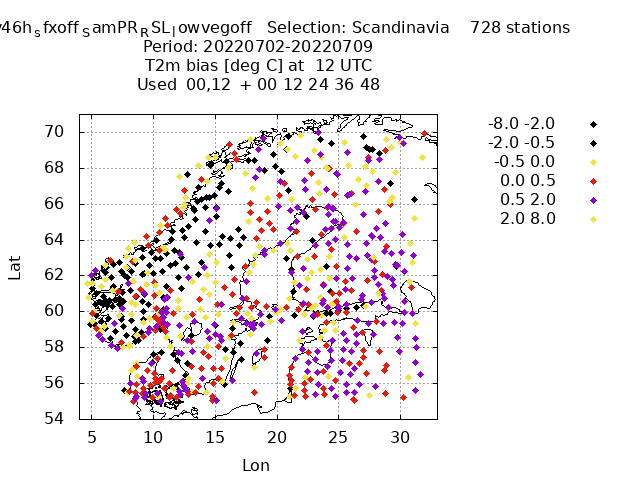 46h_sfxoff_SamPR_RSL_lowvegoff Selection: Scandinavia 728 stations
Period: 20220702-20220709
T2m bias [deg C] at 12 UTC
Used 00,12 + 00 12 24 36 48
-8.0 -2.0
-2.0 -0.5
-0.5 0.0
0.0 0.5
0.5 2.0
2.0 8.0
Lat
70
68
66
64
62
60
58
56
54
5 10 15 20 25 30
Lon